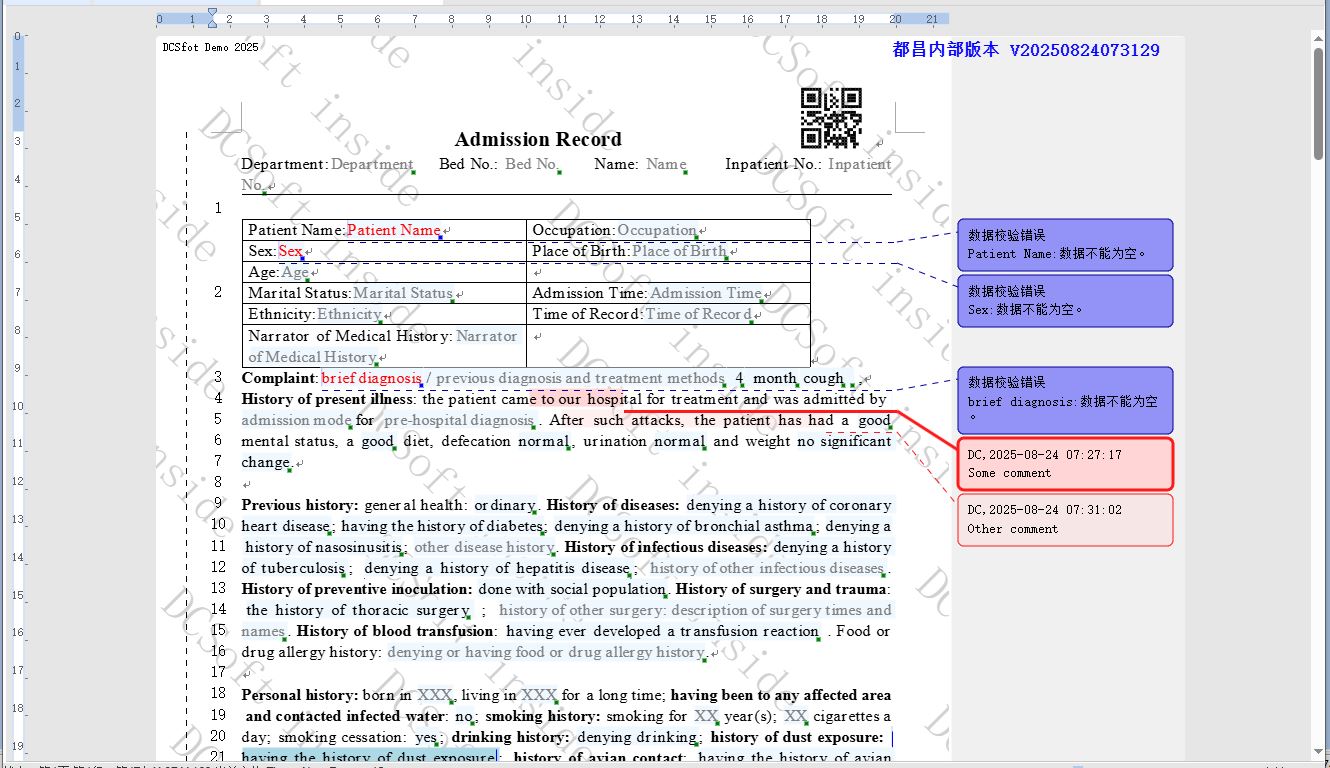 DCSfot Demo 2025
都昌内部版本 V20250824073129
Admission Record
Department: Department Bed No.: Bed No. Name: Name Inpatient No.: Inpatient
No.
1
Patient Name: Patient Name Occupation: Occupation
Sex: Sex Place of Birth: Place of Birth
Age: Age
2 Marital Status: Marital Status Admission Time: Admission Time
Ethnicity: Ethnicity Time of Record: Time of Record
Narrator of Medical History: Narrator
of Medical History
3 Complaint: brief diagnosis / previous diagnosis and treatment methods 4 month cough ;
4 History of present illness: the patient came to our hospital for treatment and was admitted by
5 admission mode for pre-hospital diagnosis. After such attacks, the patient has had a good
6 mental status, a good diet, defecation normal, urination normal and weight no significant
7 change.
8
9 Previous history: general health: ordinary. History of diseases: denying a history of coronary
10 heart disease; having the history of diabetes; denying a history of bronchial asthma; denying a
11 history of nasosinusitis; other disease history. History of infectious diseases: denying a history
12 of tuberculosis; denying a history of hepatitis disease; history of other infectious diseases.
13 History of preventive inoculation: done with social population. History of surgery and trauma:
14 the history of thoracic surgery ; history of other surgery: description of surgery times and
15 names. History of blood transfusion: having ever developed a transfusion reaction . Food or
16 drug allergy history: denying or having food or drug allergy history.
17
18 Personal history: born in XXX, living in XXX for a long time; having been to any affected area
19 and contacted infected water: no; smoking history: smoking for XX year(s); XX cigarettes a
20 day; smoking cessation: yes; drinking history: denying drinking; history of dust exposure:
21 having the history of dust exposure; history of avian contact: having the history of avian
数据校验错误
Patient Name:数据不能为空。
数据校验错误
Sex:数据不能为空。
数据校验错误
brief diagnosis:数据不能为空
。
DC,2025-08-24 07:27:17
Some comment
DC,2025-08-24 07:31:02
Other comment
DCSoft inside